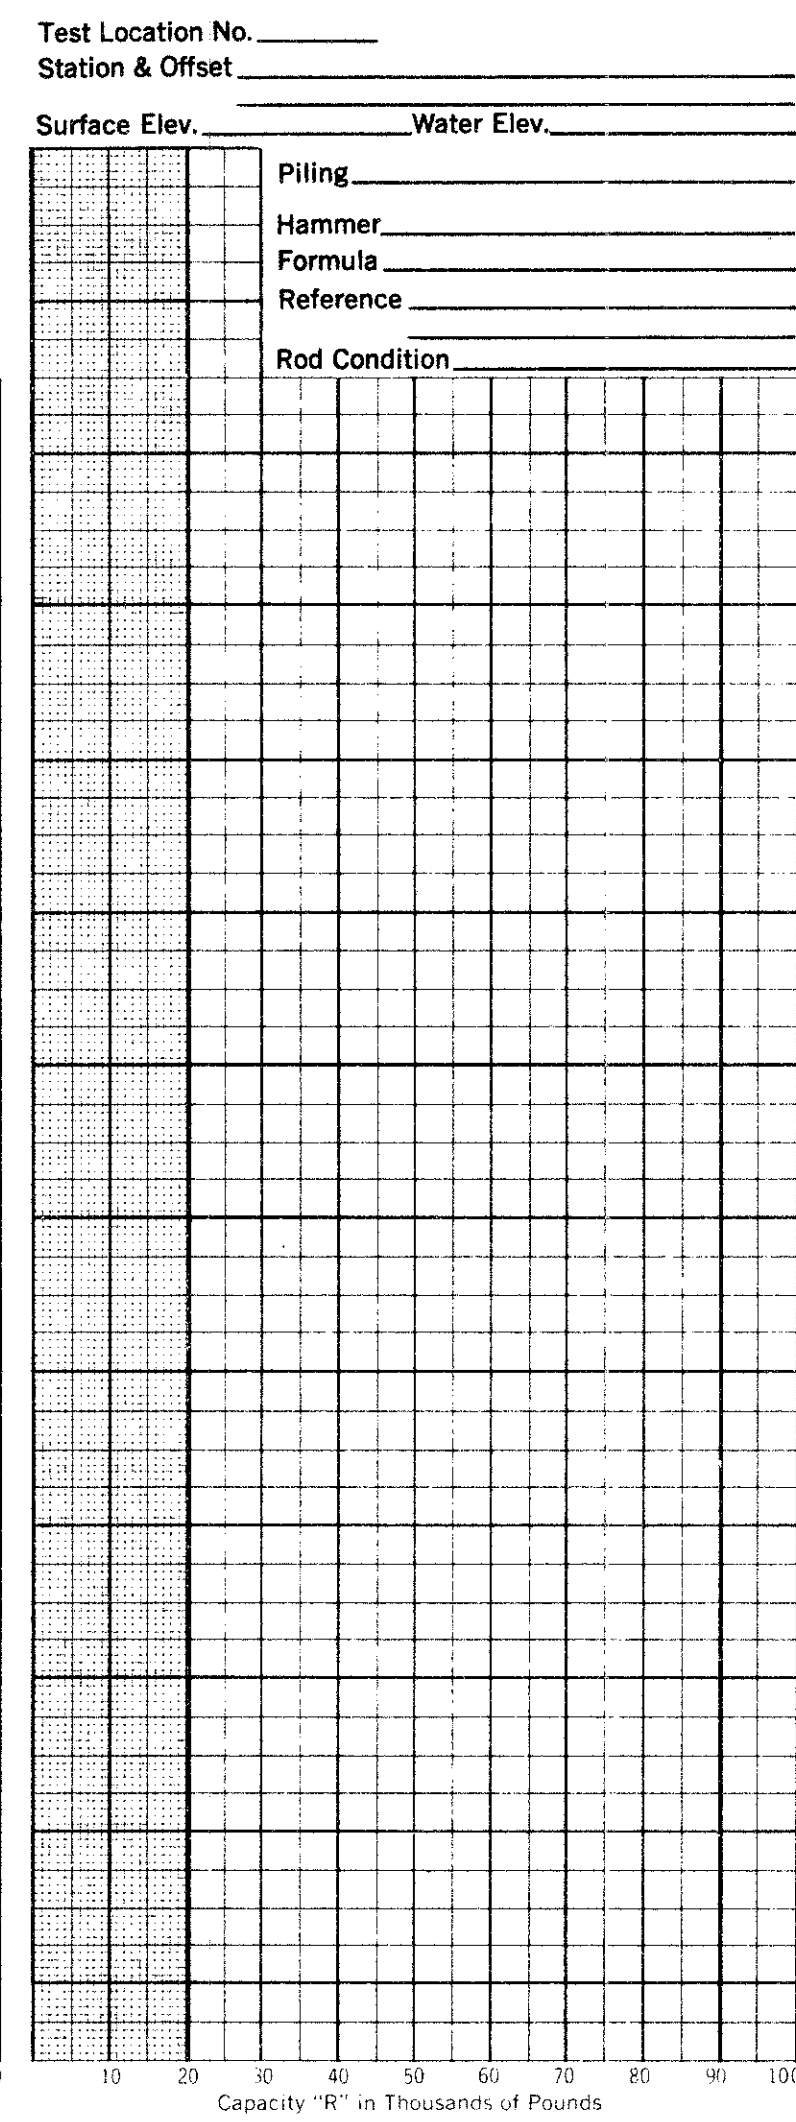 Test Location No.
Station & Offset
Surface Elev. Water Elev.
Piling
Hammer
Formula
Reference
Rod Condition
10 20 30 40 50 60 70 80 90 100
Capacity "R" in Thousands of Pounds